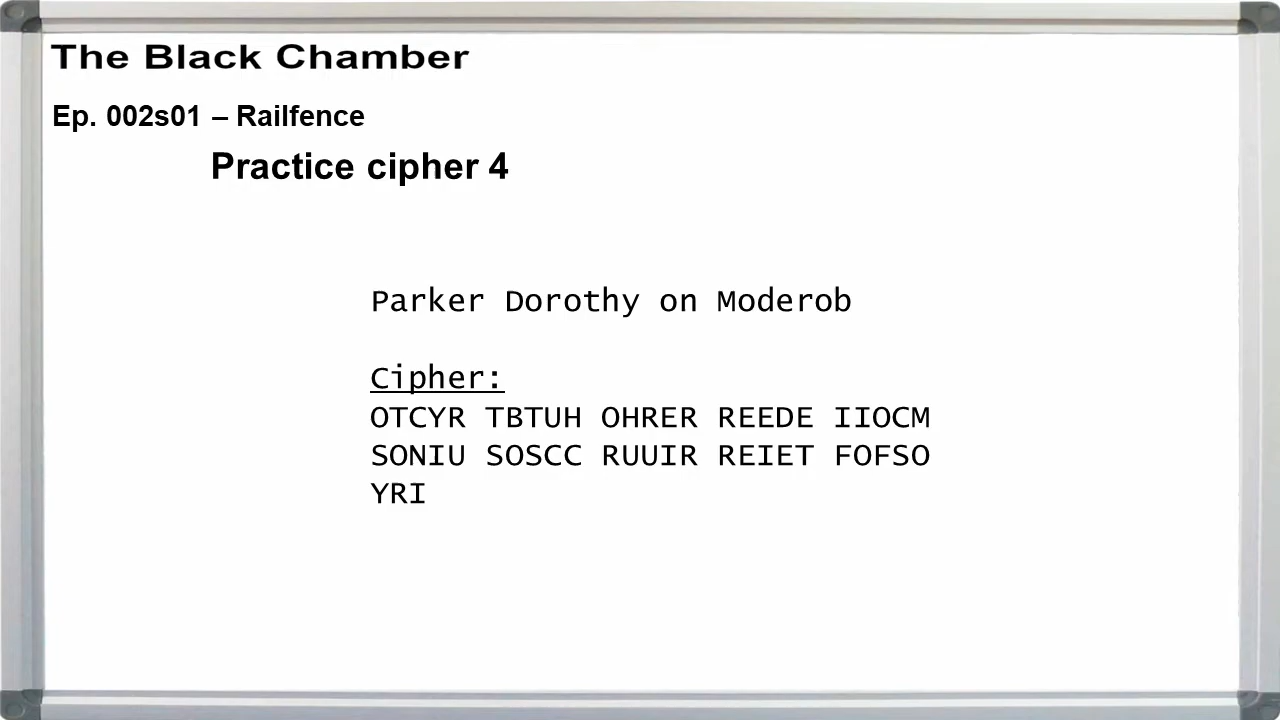 The Black Chamber
Ep. 002s01 – Railfence
Practice cipher 4
Parker Dorothy on Moderob
Cipher:
OTCYR TBTUH OHRER REEDE IIOCM
SONIU SOSCC RUUIR REIET FOFSO
YRI